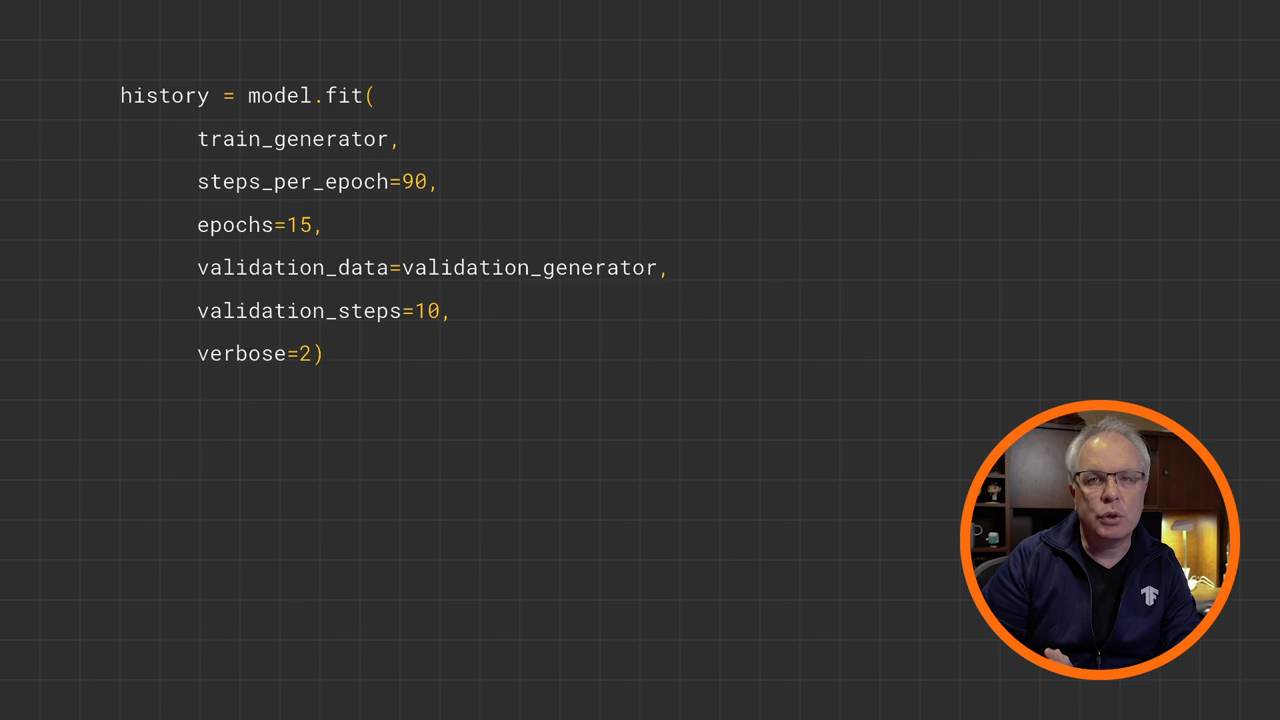 history = model.fit(
train_generator,
steps_per_epoch=90,
epochs=15,
validation_data=validation_generator,
validation_steps=10,
verbose=2)